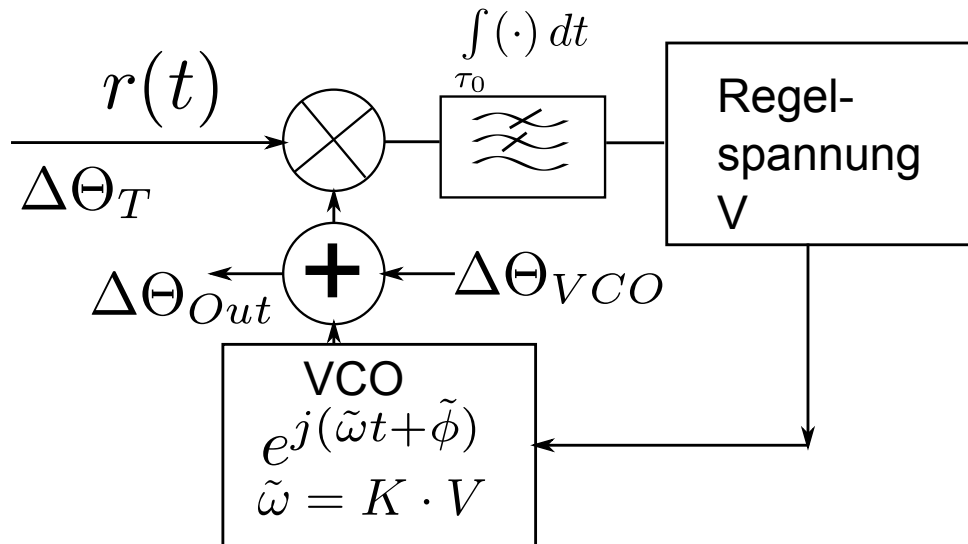 ∫(·) dt
τ₀
r(t)
Regel-
spannung
V
ΔΘ_T
ΔΘ_Out
+
ΔΘ_VCO
VCO
e^{j(ω̃t+ϕ̃)}
ω̃ = K · V